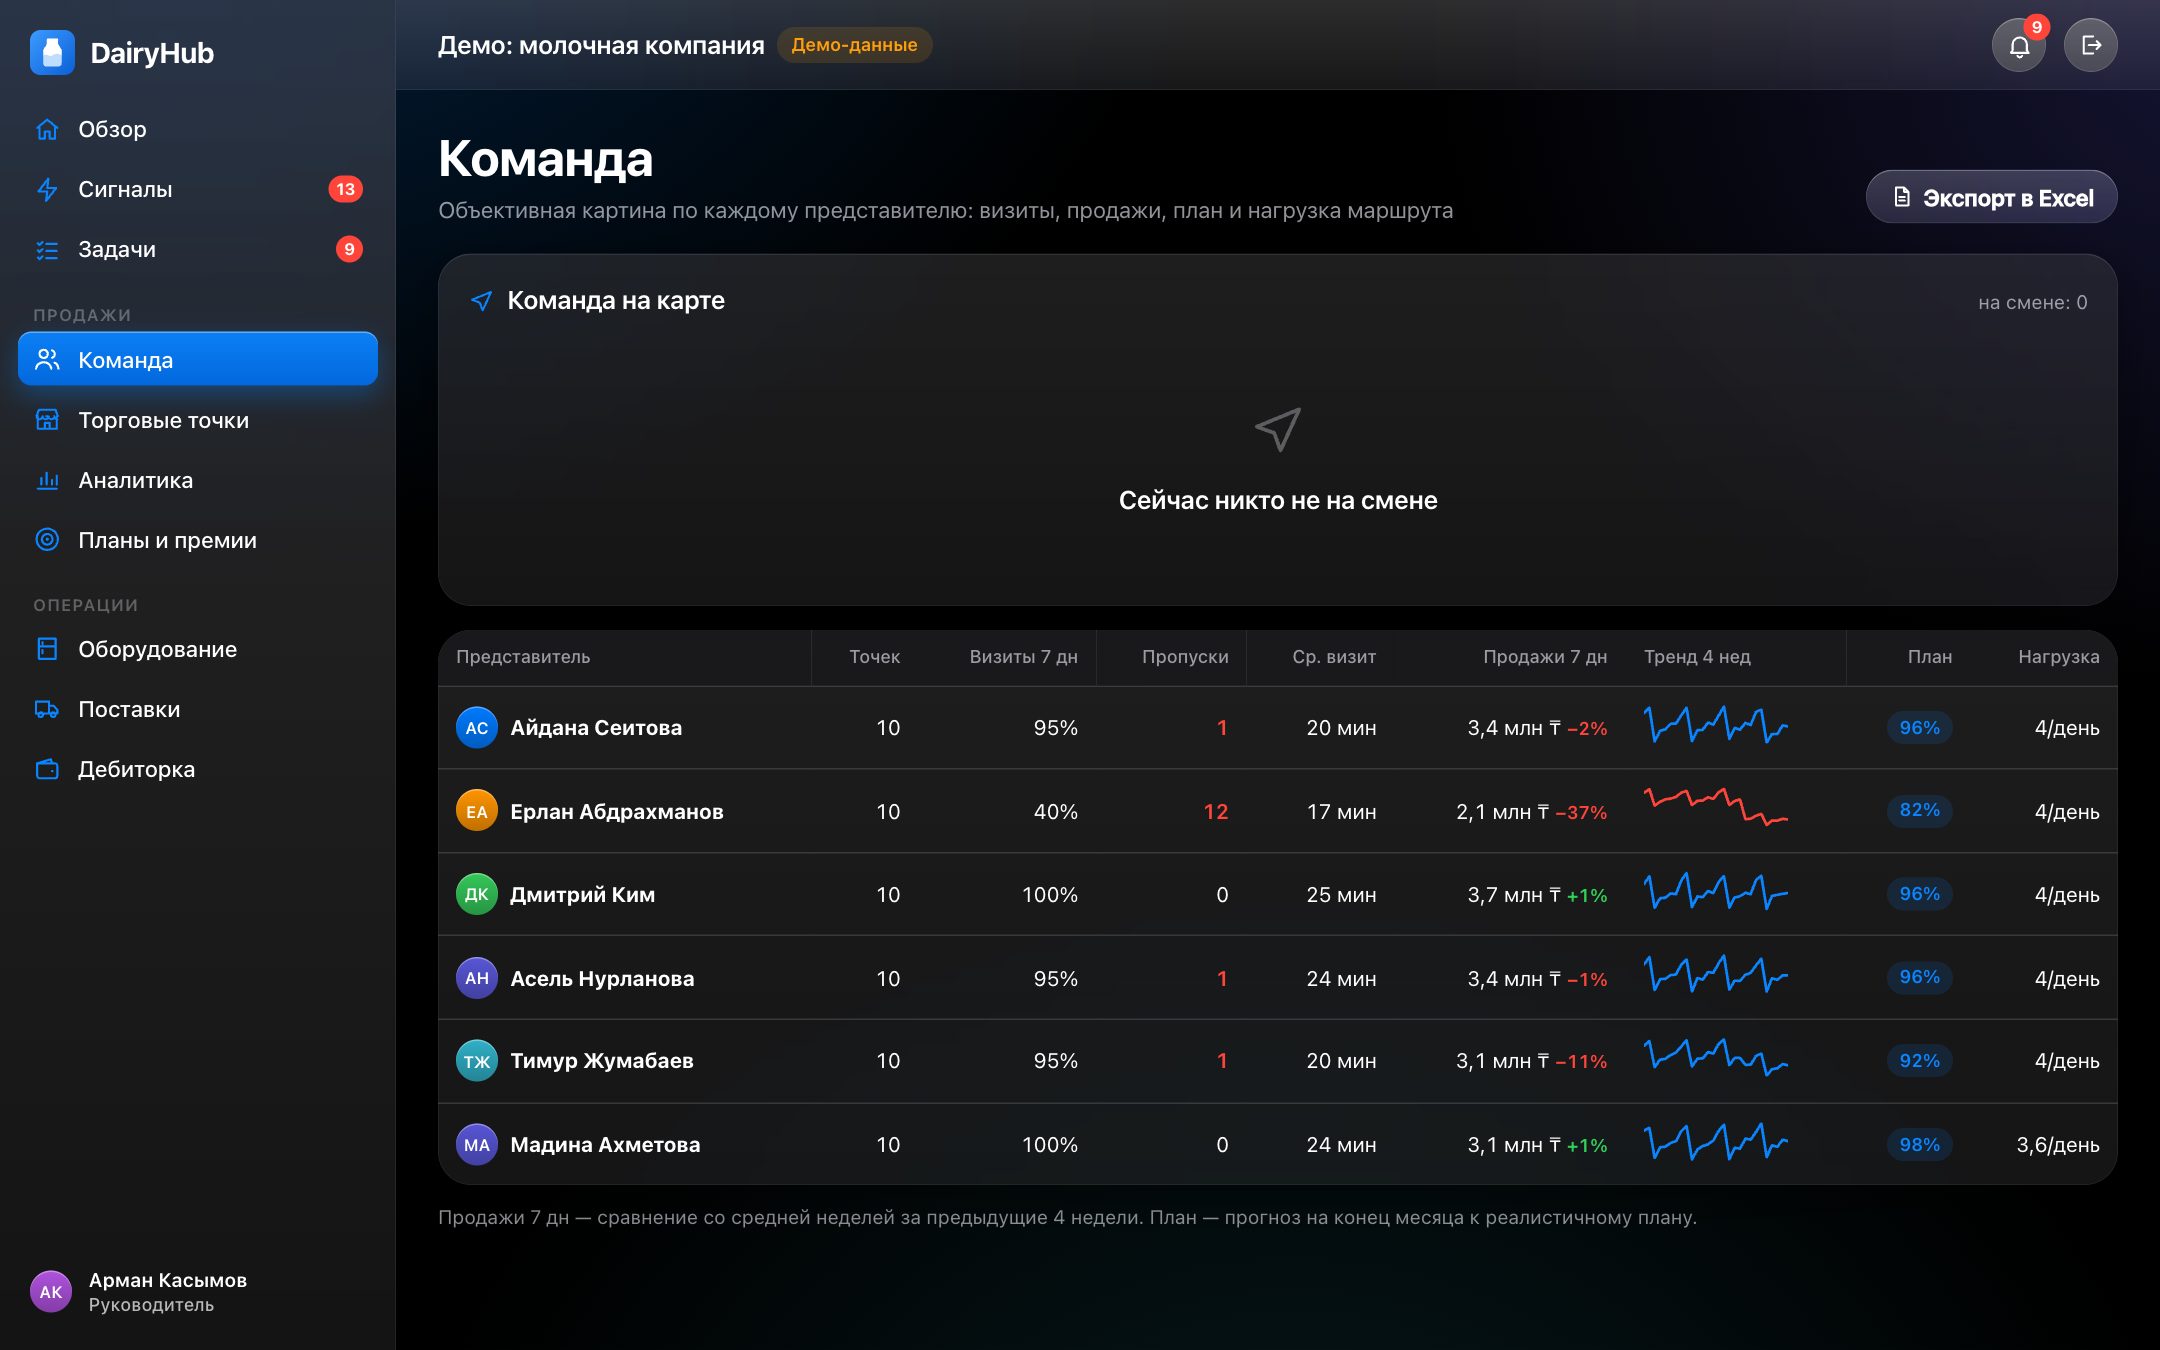 DairyHub
Обзор
Сигналы 13
Задачи 9
ПРОДАЖИ
Команда
Торговые точки
Аналитика
Планы и премии
ОПЕРАЦИИ
Оборудование
Поставки
Дебиторка
АК Арман Касымов
Руководитель
Демо: молочная компания Демо-данные 9
Команда
Объективная картина по каждому представителю: визиты, продажи, план и нагрузка маршрута
Экспорт в Excel
Команда на карте на смене: 0
Сейчас никто не на смене
Представитель Точек Визиты 7 дн Пропуски Ср. визит Продажи 7 дн Тренд 4 нед План Нагрузка
АС Айдана Сеитова 10 95% 1 20 мин 3,4 млн ₸ −2% 96% 4/день
ЕА Ерлан Абдрахманов 10 40% 12 17 мин 2,1 млн ₸ −37% 82% 4/день
ДК Дмитрий Ким 10 100% 0 25 мин 3,7 млн ₸ +1% 96% 4/день
АН Асель Нурланова 10 95% 1 24 мин 3,4 млн ₸ −1% 96% 4/день
ТЖ Тимур Жумабаев 10 95% 1 20 мин 3,1 млн ₸ −11% 92% 4/день
МА Мадина Ахметова 10 100% 0 24 мин 3,1 млн ₸ +1% 98% 3,6/день
Продажи 7 дн — сравнение со средней неделей за предыдущие 4 недели. План — прогноз на конец месяца к реалистичному плану.